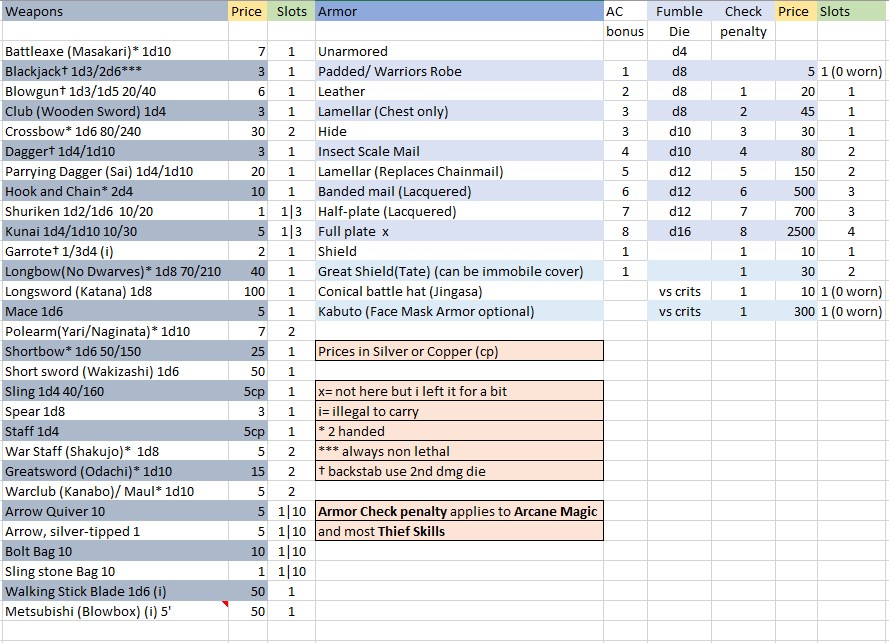 Weapons Price Slots Armor AC Fumble Check Price Slots
bonus Die penalty
Battleaxe (Masakari)* 1d10 7 1 Unarmored d4
Blackjack† 1d3/2d6*** 3 1 Padded/ Warriors Robe 1 d8 5 1 (0 worn)
Blowgun† 1d3/1d5 20/40 6 1 Leather 2 d8 1 20 1
Club (Wooden Sword) 1d4 3 1 Lamellar (Chest only) 3 d8 2 45 1
Crossbow* 1d6 80/240 30 2 Hide 3 d10 3 30 1
Dagger† 1d4/1d10 3 1 Insect Scale Mail 4 d10 4 80 2
Parrying Dagger (Sai) 1d4/1d10 20 1 Lamellar (Replaces Chainmail) 5 d12 5 150 2
Hook and Chain* 2d4 10 1 Banded mail (Lacquered) 6 d12 6 500 3
Shuriken 1d2/1d6 10/20 1 1|3 Half-plate (Lacquered) 7 d12 7 700 3
Kunai 1d4/1d10 10/30 5 1|3 Full plate x 8 d16 8 2500 4
Garrote† 1/3d4 (i) 2 1 Shield 1 1 10 1
Longbow(No Dwarves)* 1d8 70/210 40 1 Great Shield(Tate) (can be immobile cover) 1 1 30 2
Longsword (Katana) 1d8 100 1 Conical battle hat (Jingasa) vs crits 1 10 1 (0 worn)
Mace 1d6 5 1 Kabuto (Face Mask Armor optional) vs crits 1 300 1 (0 worn)
Polearm(Yari/Naginata)* 1d10 7 2
Shortbow* 1d6 50/150 25 1 Prices in Silver or Copper (cp)
Short sword (Wakizashi) 1d6 50 1
Sling 1d4 40/160 5cp 1 x= not here but i left it for a bit
Spear 1d8 3 1 i= illegal to carry
Staff 1d4 5cp 1 * 2 handed
War Staff (Shakujo)* 1d8 5 2 *** always non lethal
Greatsword (Odachi)* 1d10 15 2 † backstab use 2nd dmg die
Warclub (Kanabo)/ Maul* 1d10 5 2
Arrow Quiver 10 5 1|10 Armor Check penalty applies to Arcane Magic
Arrow, silver-tipped 1 5 1|10 and most Thief Skills
Bolt Bag 10 10 1|10
Sling stone Bag 10 1 1|10
Walking Stick Blade 1d6 (i) 50 1
Metsubishi (Blowbox) (i) 5' 50 1